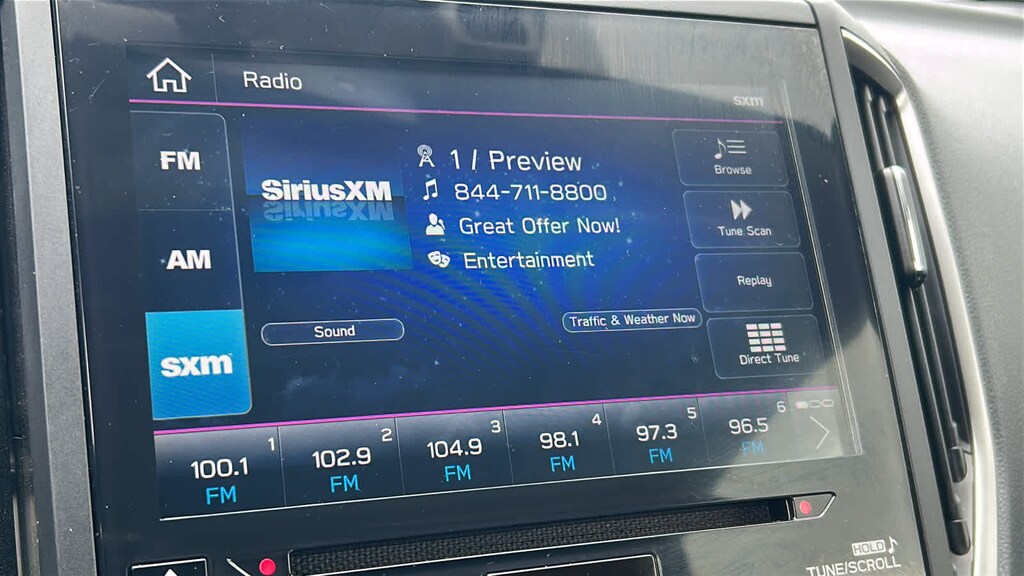 Radio
sxm
FM
AM
sxm
SiriusXM
1 / Preview
844-711-8800
Great Offer Now!
Entertainment
Sound
Traffic & Weather Now
Browse
Tune Scan
Replay
Direct Tune
1
100.1
FM
2
102.9
FM
3
104.9
FM
4
98.1
FM
5
97.3
FM
6
96.5
FM
HOLD
TUNE/SCROLL